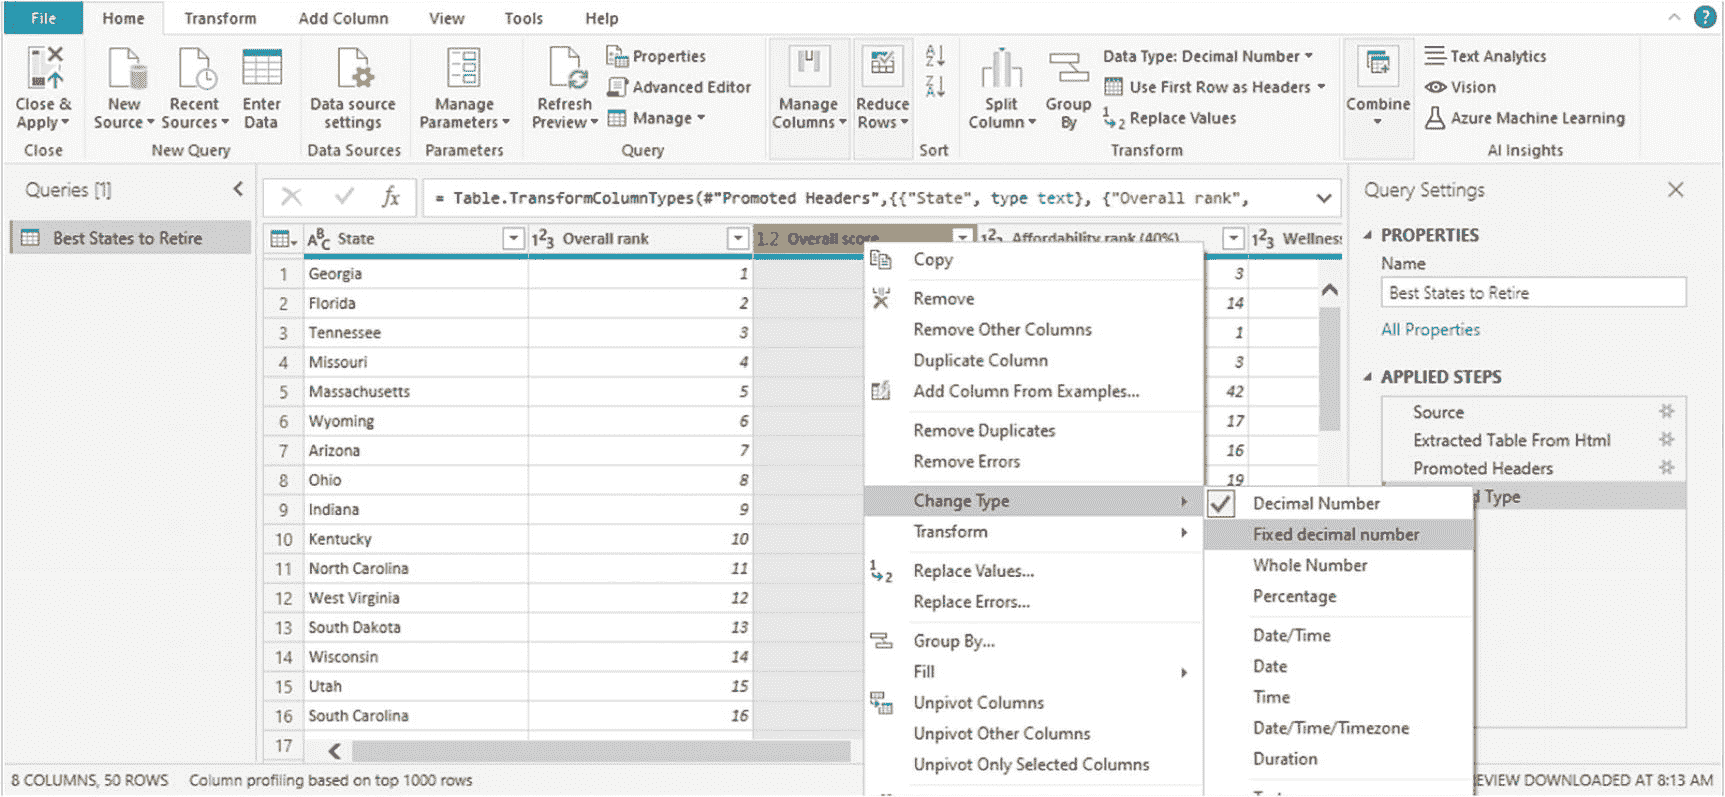 File Home Transform Add Column View Tools Help ?
Close & Apply
New Source
Recent Sources
Enter Data
Data source settings
Manage Parameters
Refresh Preview
Properties
Advanced Editor
Manage
Manage Columns
Reduce Rows
A Z
Z A
Split Column
Group By
Data Type: Decimal Number
Use First Row as Headers
1 2 Replace Values
Combine
Text Analytics
Vision
Azure Machine Learning
Close New Query Data Sources Parameters Query Sort Transform AI Insights
Queries [1]
Best States to Retire
fx = Table.TransformColumnTypes(#"Promoted Headers",{{"State", type text}, {"Overall rank",
ABC State 123 Overall rank 1.2 Overall score 123 Affordability rank (40%) 123 Wellnes
1 Georgia 1 3
2 Florida 2 14
3 Tennessee 3 1
4 Missouri 4 3
5 Massachusetts 5 42
6 Wyoming 6 17
7 Arizona 7 16
8 Ohio 8 19
9 Indiana 9
10 Kentucky 10
11 North Carolina 11
12 West Virginia 12
13 South Dakota 13
14 Wisconsin 14
15 Utah 15
16 South Carolina 16
17
Copy
Remove
Remove Other Columns
Duplicate Column
Add Column From Examples...
Remove Duplicates
Remove Errors
Change Type
Transform
1 2 Replace Values...
Replace Errors...
Group By...
Fill
Unpivot Columns
Unpivot Other Columns
Unpivot Only Selected Columns
Decimal Number
Fixed decimal number
Whole Number
Percentage
Date/Time
Date
Time
Date/Time/Timezone
Duration
Query Settings
PROPERTIES
Name
Best States to Retire
All Properties
APPLIED STEPS
Source
Extracted Table From Html
Promoted Headers
d Type
8 COLUMNS, 50 ROWS Column profiling based on top 1000 rows
EVIEW DOWNLOADED AT 8:13 AM